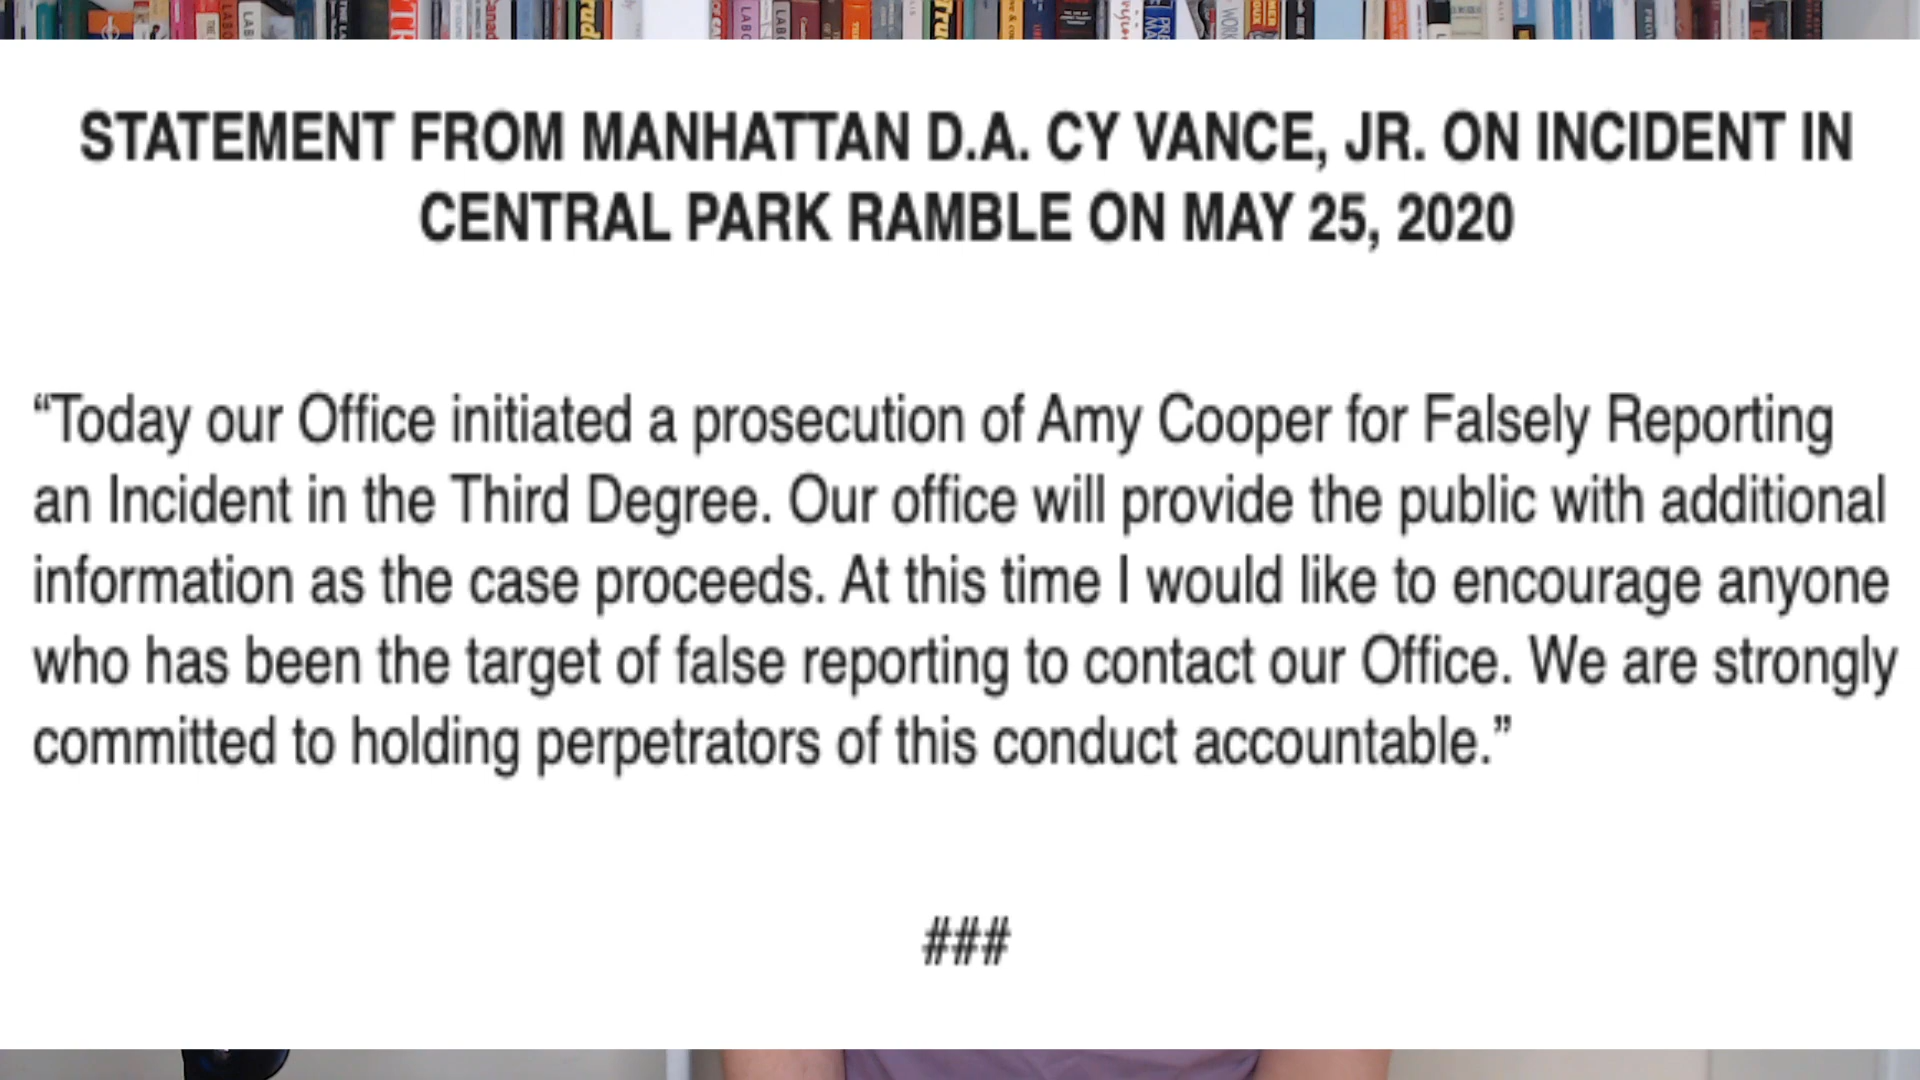 STATEMENT FROM MANHATTAN D.A. CY VANCE, JR. ON INCIDENT IN
CENTRAL PARK RAMBLE ON MAY 25, 2020
“Today our Office initiated a prosecution of Amy Cooper for Falsely Reporting
an Incident in the Third Degree. Our office will provide the public with additional
information as the case proceeds. At this time I would like to encourage anyone
who has been the target of false reporting to contact our Office. We are strongly
committed to holding perpetrators of this conduct accountable.”
###